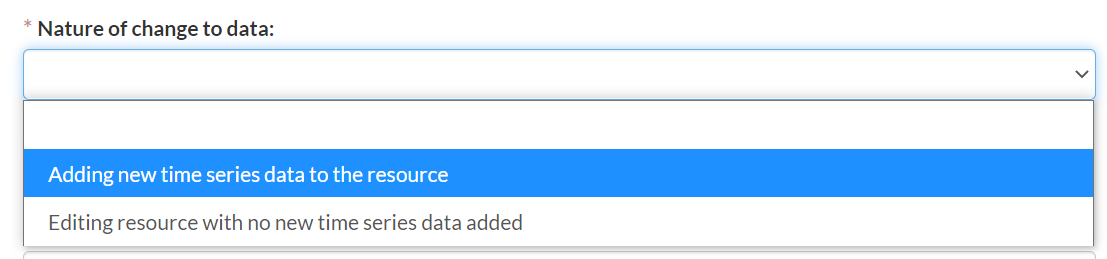 * Nature of change to data:
Adding new time series data to the resource
Editing resource with no new time series data added